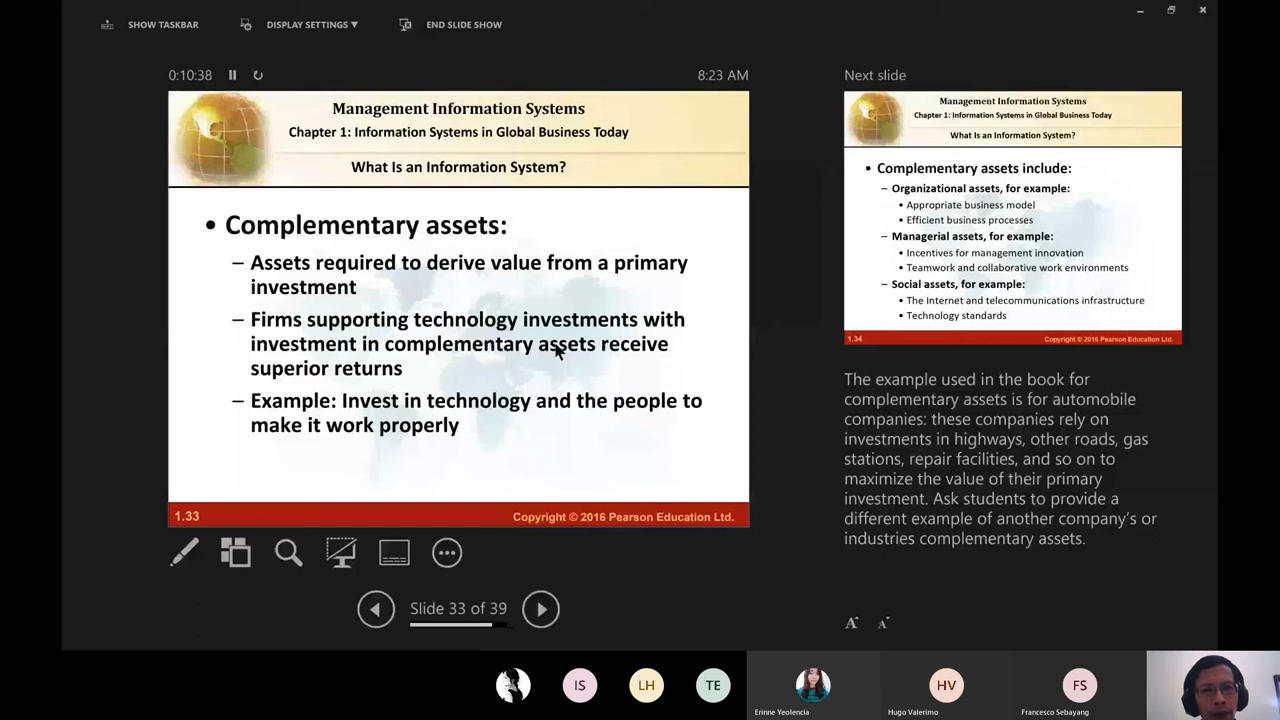 SHOW TASKBAR
DISPLAY SETTINGS ▼
END SLIDE SHOW
0:10:38
8:23 AM
Management Information Systems
Chapter 1: Information Systems in Global Business Today
What Is an Information System?
• Complementary assets:
– Assets required to derive value from a primary
investment
– Firms supporting technology investments with
investment in complementary assets receive
superior returns
– Example: Invest in technology and the people to
make it work properly
1.33
Copyright © 2016 Pearson Education Ltd.
Slide 33 of 39
Next slide
Management Information Systems
Chapter 1: Information Systems in Global Business Today
What Is an Information System?
• Complementary assets include:
– Organizational assets, for example:
• Appropriate business model
• Efficient business processes
– Managerial assets, for example:
• Incentives for management innovation
• Teamwork and collaborative work environments
– Social assets, for example:
• The Internet and telecommunications infrastructure
• Technology standards
1.34
Copyright © 2016 Pearson Education Ltd.
The example used in the book for
complementary assets is for automobile
companies: these companies rely on
investments in highways, other roads, gas
stations, repair facilities, and so on to
maximize the value of their primary
investment. Ask students to provide a
different example of another company's or
industries complementary assets.
A A
IS
LH
TE
Erinne Yeolencia
HV
Hugo Valerimo
FS
Francesco Sebayang